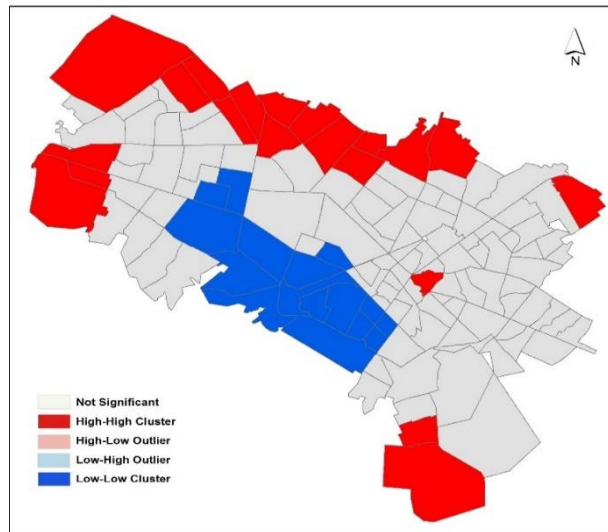 N
Not Significant
High-High Cluster
High-Low Outlier
Low-High Outlier
Low-Low Cluster